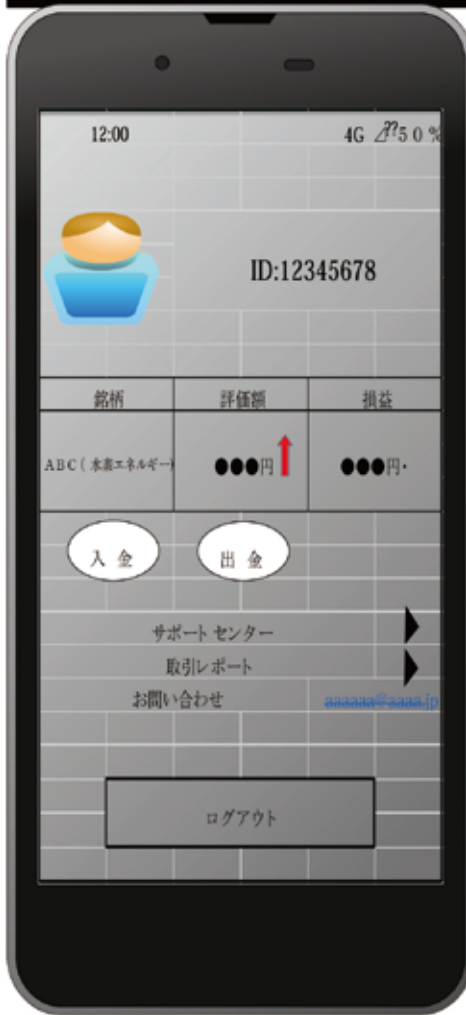 12:00 4G ⊿??50%
ID:12345678
銘柄 評価額 損益
ABC(水素エネルギー) ●●●円 ●●●円・
入金 出金
サポートセンター
取引レポート
お問い合わせ aaaaaa@aaaa.jp
ログアウト